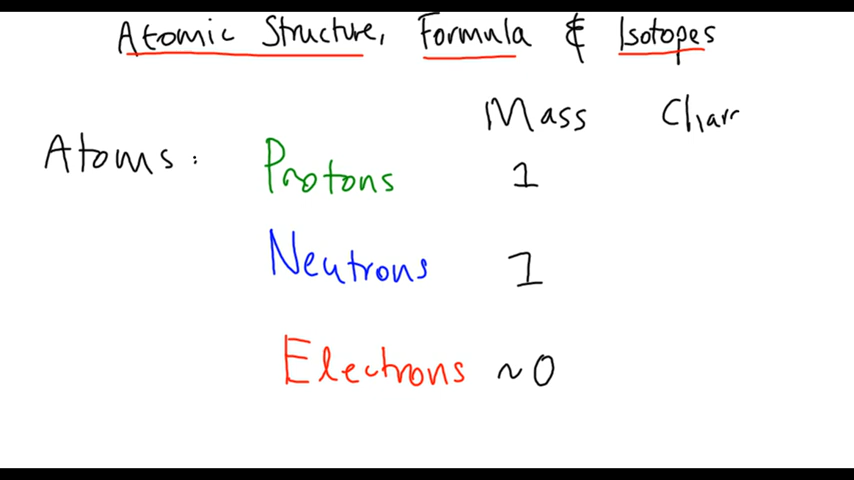 Atomic Structure, Formula & Isotopes
Mass Charr
Atoms: Protons 1
Neutrons 1
Electrons ~0